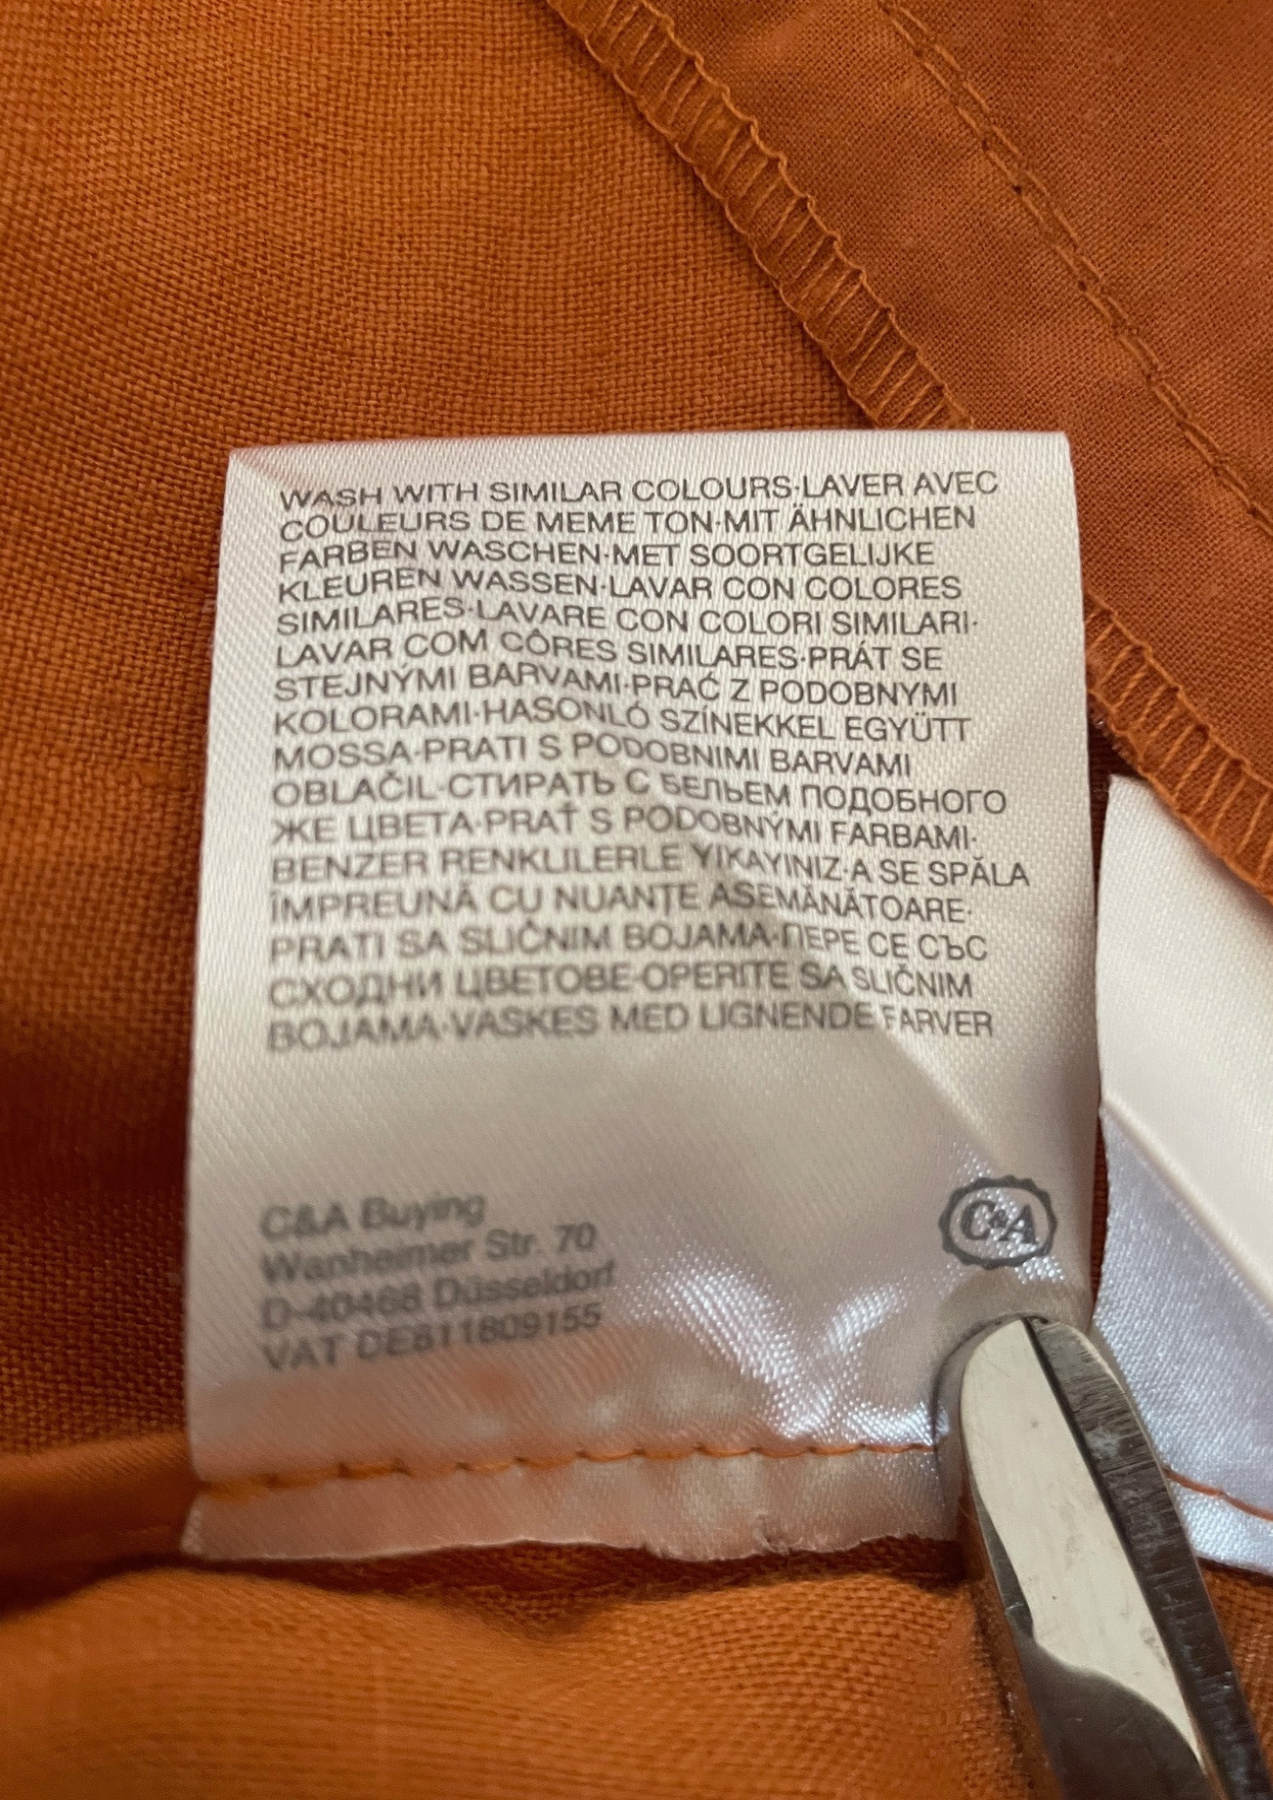 WASH WITH SIMILAR COLOURS·LAVER AVEC
COULEURS DE MEME TON·MIT ÄHNLICHEN
FARBEN WASCHEN·MET SOORTGELIJKE
KLEUREN WASSEN·LAVAR CON COLORES
SIMILARES·LAVARE CON COLORI SIMILARI·
LAVAR COM CÔRES SIMILARES·PRÁT SE
STEJNÝMI BARVAMI·PRAĆ Z PODOBNYMI
KOLORAMI·HASONLÓ SZÍNEKKEL EGYÜTT
MOSSA·PRATI S PODOBNIMI BARVAMI
OBLAČIL·СТИРАТЬ С БЕЛЬЕМ ПОДОБНОГО
ЖЕ ЦВЕТА·PRAŤ S PODOBNÝMI FARBAMI·
BENZER RENKLILERLE YIKAYINIZ·A SE SPĂLA
ÎMPREUNĂ CU NUANŢE ASEMĂNĂTOARE·
PRATI SA SLIČNIM BOJAMA·ПЕРЕ СЕ СЪС
СХОДНИ ЦВЕТОВЕ·OPERITE SA SLIČNIM
BOJAMA·VASKES MED LIGNENDE FARVER
C&A Buying
Wanheimer Str. 70
D-40468 Düsseldorf
VAT DE811809155
C&A